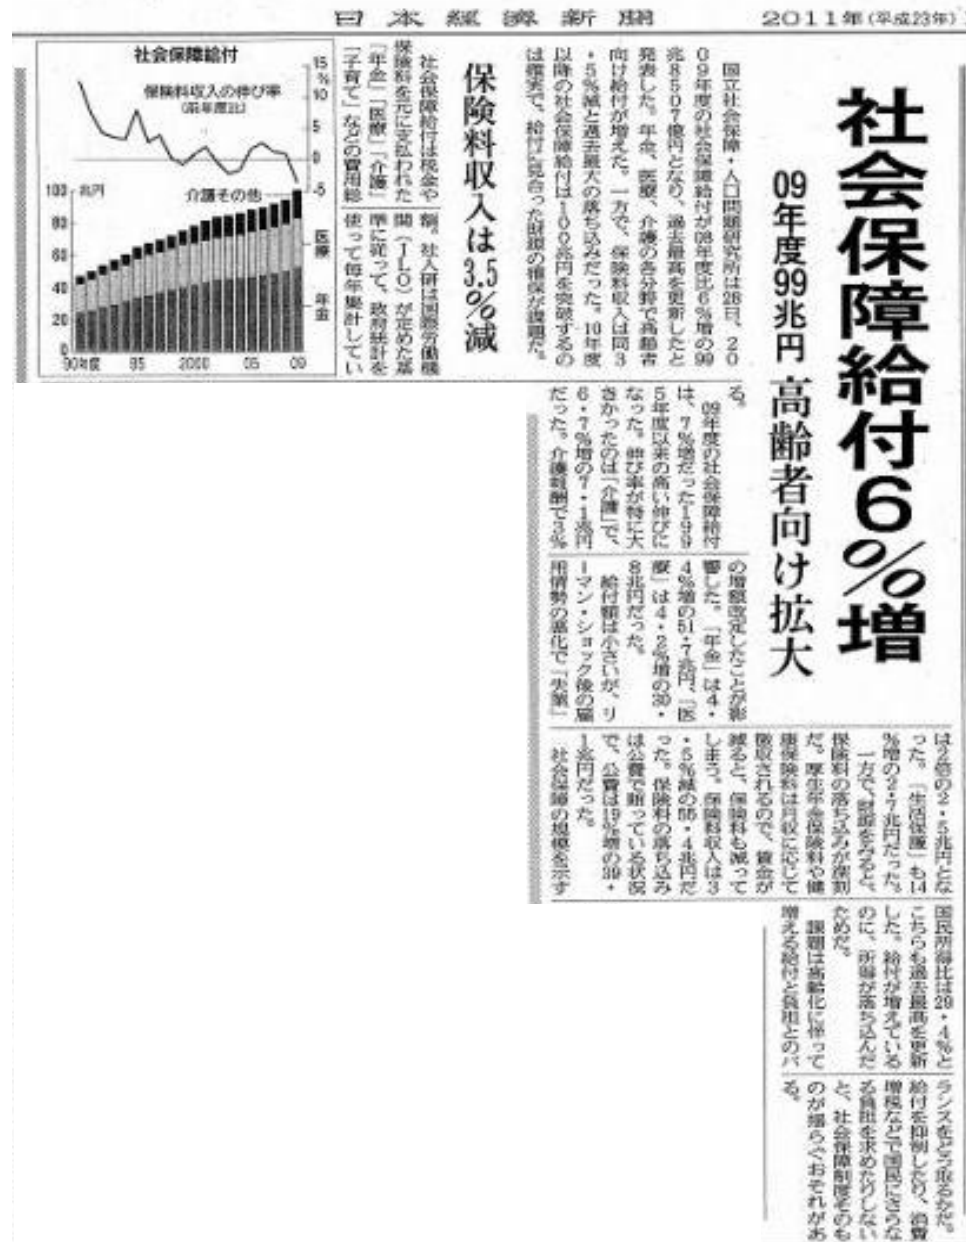 日本経済新聞
2011年(平成23年)
社会保障給付6%増
09年度99兆円 高齢者向け拡大
国立社会保障・人口問題研究所は28日、20
09年度の社会保障給付が08年度比6%増の99
兆8507億円となり、過去最高を更新したと
発表した。年金、医療、介護の各分野で高齢者
向け給付が増えた。一方で、保険料収入は同3
・5%減と過去最大の落ち込みだった。10年度
以降の社会保障給付は100兆円を突破するの
は確実で、給付に見合った財源の確保が課題だ。
保険料収入は3.5%減
社会保障給付は税金や
保険料を元に支払われた
「年金」「医療」「介護」
「子育て」などの費用総
額。社人研は国際労働機
関(ILO)が定めた基
準に従って、政府統計を
使って毎年集計してい
る。
09年度の社会保障給付
は、7%増だった199
5年度以来の高い伸びに
なった。伸び率が特に大
きかったのは「介護」で、
6・7%増の7・1兆円
だった。介護報酬で3%
の増額改定したことが影
響した。「年金」は4・
4%増の51・7兆円、「医
療」は4・2%増の30・
8兆円だった。
給付額は小さいが、リ
ーマン・ショック後の雇
用情勢の悪化で「失業」
は2倍の2・5兆円とな
った。「生活保護」も14
%増の2・7兆円だった。
一方で、財源をみると、
保険料の落ち込みが深刻
だ。厚生年金保険料や健
康保険料は月収に応じて
徴収されるので、賃金が
減ると、保険料も減って
しまう。保険料収入は3
・5%減の55・4兆円だ
った。保険料の落ち込み
は公費で賄っている状況
で、公費は19%増の39・
1兆円だった。
社会保障の規模を示す
国民所得比は29・4%と
こちらも過去最高を更新
した。給付が増えている
のに、所得が落ち込んだ
ためだ。
課題は高齢化に伴って
増える給付と負担とのバ
ランスをどう取るかだ。
給付を抑制したり、消費
増税などで国民にさらな
る負担を求めたりしない
と、社会保障制度そのも
のが揺らぐおそれがあ
る。
社会保障給付
保険料収入の伸び率
(前年度比)
15
%
10
5
0
-5
100 兆円
80
60
40
20
0
介護その他
医療
年金
90年度 95 2000 05 09